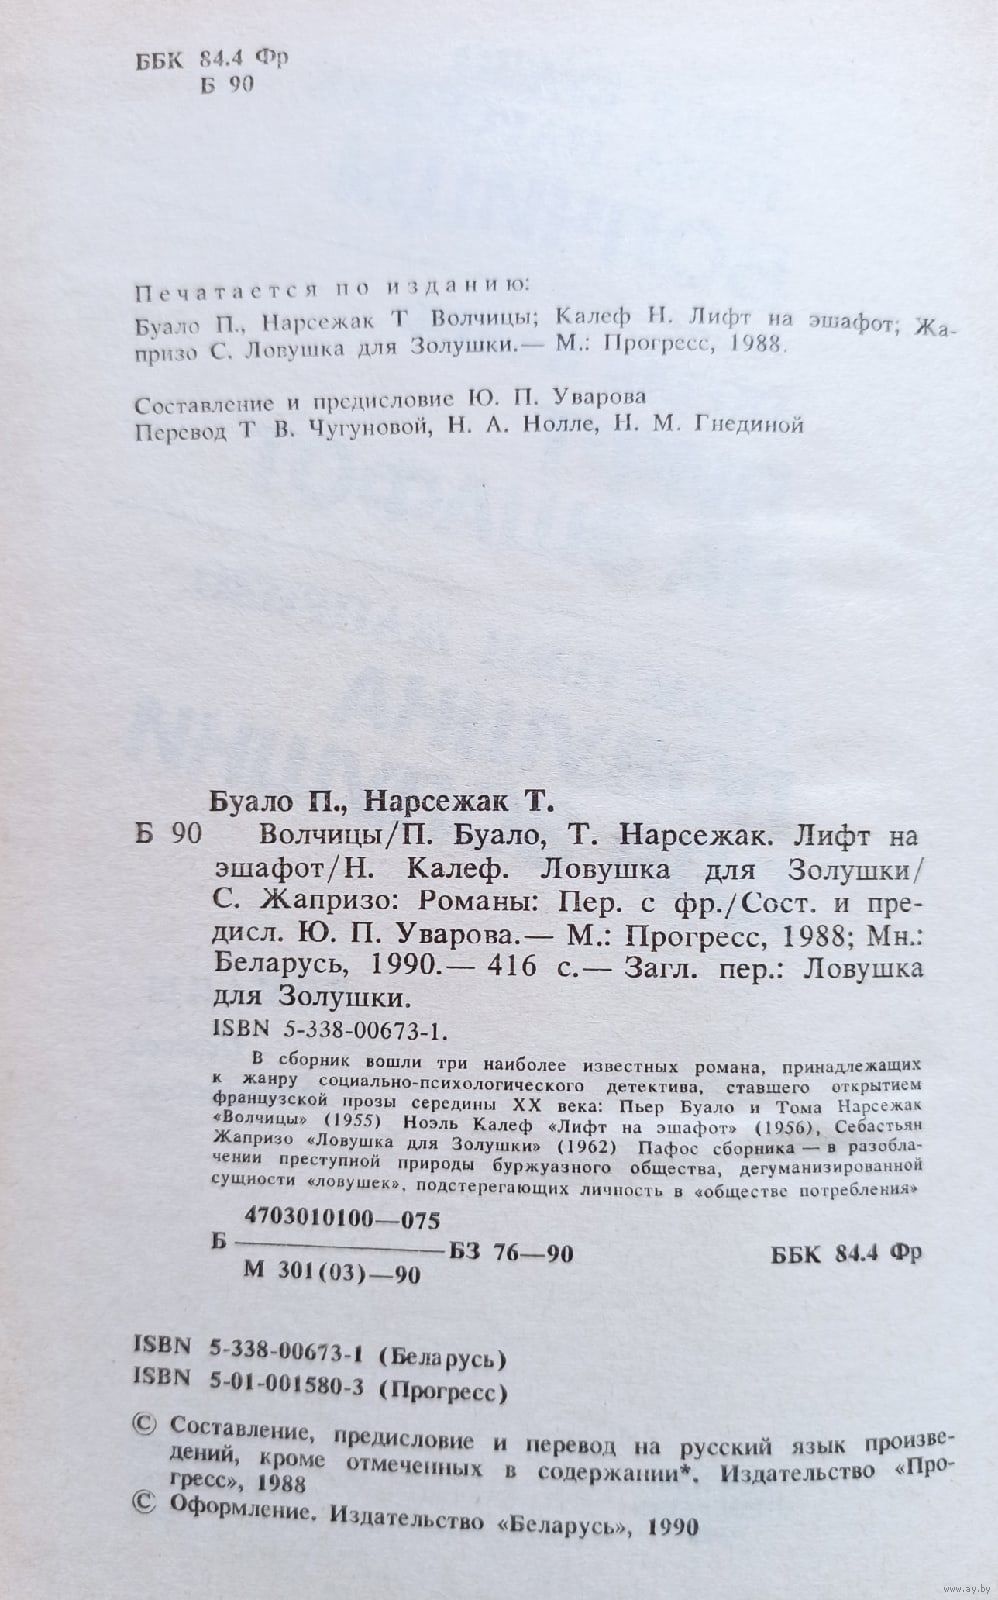 ББК 84.4 Фр
Б 90
Печатается по изданию:
Буало П., Нарсежак Т Волчицы; Калеф Н. Лифт на эшафот; Жа-
призо С. Ловушка для Золушки.— М.: Прогресс, 1988.
Составление и предисловие Ю. П. Уварова
Перевод Т В. Чугуновой, Н. А. Нолле, Н. М. Гнединой
Буало П., Нарсежак Т.
Б 90 Волчицы/П. Буало, Т. Нарсежак. Лифт на
эшафот/Н. Калеф. Ловушка для Золушки/
С. Жапризо: Романы: Пер. с фр./Сост. и пре-
дисл. Ю. П. Уварова.— М.: Прогресс, 1988; Мн.:
Беларусь, 1990.— 416 с.— Загл. пер.: Ловушка
для Золушки.
ISBN 5-338-00673-1.
В сборник вошли три наиболее известных романа, принадлежащих
к жанру социально-психологического детектива, ставшего открытием
французской прозы середины XX века: Пьер Буало и Тома Нарсежак
«Волчицы» (1955) Ноэль Калеф «Лифт на эшафот» (1956), Себастьян
Жапризо «Ловушка для Золушки» (1962) Пафос сборника — в разобла-
чении преступной природы буржуазного общества, дегуманизированной
сущности «ловушек», подстерегающих личность в «обществе потребления»
4703010100—075
Б БЗ 76—90 ББК 84.4 Фр
М 301(03)—90
ISBN 5-338-00673-1 (Беларусь)
ISBN 5-01-001580-3 (Прогресс)
© Составление, предисловие и перевод на русский язык произве-
дений, кроме отмеченных в содержании*. Издательство «Про-
гресс», 1988
© Оформление. Издательство «Беларусь», 1990
www.ay.by